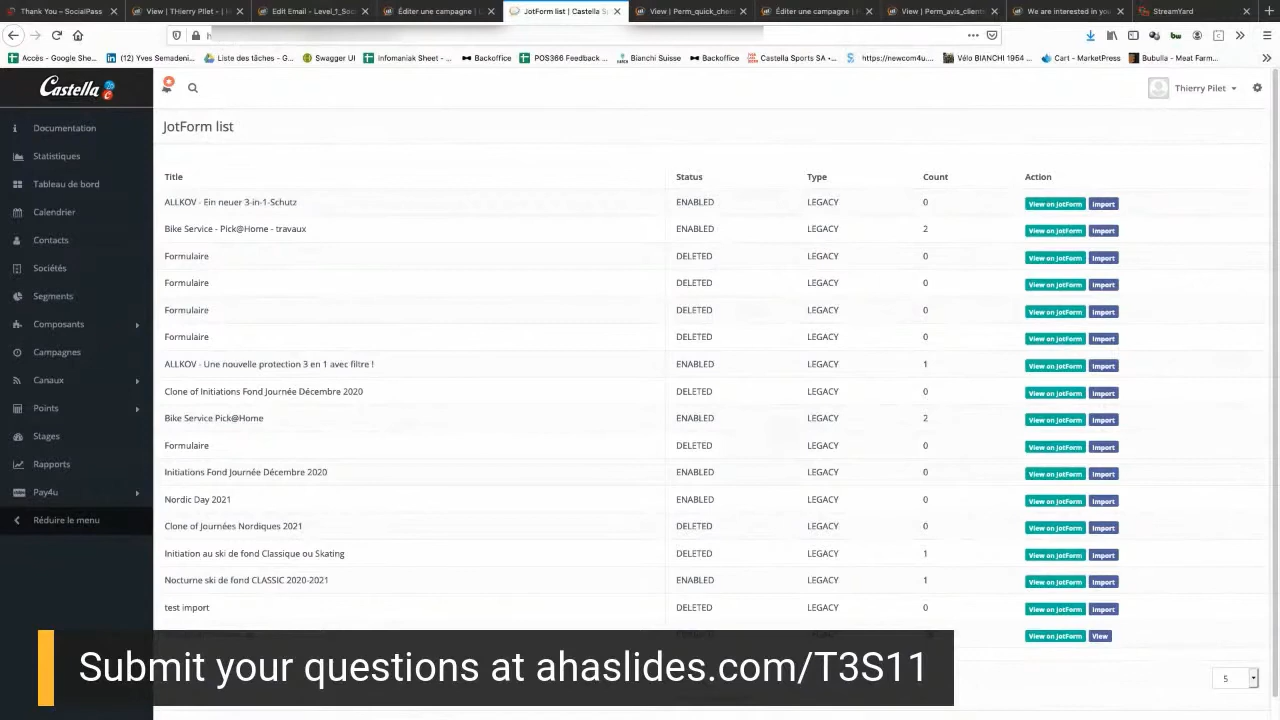 Thank you - SocialPass
View | THierry Pilet - | H
Edit Email - Level_1_Soc
Éditer une campagne |
JotForm list | Castella Sp
View | Perm_quick_chec
Éditer une campagne |
View | Perm_avis_clients
We are interested in you
StreamYard
Accès - Google She...
(12) Yves Semadeni...
Liste des tâches - G...
Swagger UI
Infomaniak Sheet - ...
Backoffice
POS366 Feedback ...
Bianchi Suisse
Backoffice
Castella Sports SA - ...
https://newcom4u...
Vélo BIANCHI 1954 ...
Cart - MarketPress
Bubulla - Meat Farm...
Castella
Thierry Pilet
Documentation
Statistiques
Tableau de bord
Calendrier
Contacts
Sociétés
Segments
Composants
Campagnes
Canaux
Points
Stages
Rapports
Pay4u
Réduire le menu
JotForm list
Title Status Type Count Action
ALLKOV - Ein neuer 3-in-1-Schutz ENABLED LEGACY 0 View on JotForm Import
Bike Service - Pick@Home - travaux ENABLED LEGACY 2 View on JotForm Import
Formulaire DELETED LEGACY 0 View on JotForm Import
Formulaire DELETED LEGACY 0 View on JotForm Import
Formulaire DELETED LEGACY 0 View on JotForm Import
Formulaire DELETED LEGACY 0 View on JotForm Import
ALLKOV - Une nouvelle protection 3 en 1 avec filtre ! ENABLED LEGACY 1 View on JotForm Import
Clone of Initiations Fond Journée Décembre 2020 DELETED LEGACY 0 View on JotForm Import
Bike Service Pick@Home ENABLED LEGACY 2 View on JotForm Import
Formulaire DELETED LEGACY 0 View on JotForm Import
Initiations Fond Journée Décembre 2020 ENABLED LEGACY 0 View on JotForm Import
Nordic Day 2021 ENABLED LEGACY 0 View on JotForm Import
Clone of Journées Nordiques 2021 DELETED LEGACY 0 View on JotForm Import
Initiation au ski de fond Classique ou Skating DELETED LEGACY 1 View on JotForm Import
Nocturne ski de fond CLASSIC 2020-2021 ENABLED LEGACY 1 View on JotForm Import
test import DELETED LEGACY 0 View on JotForm Import
View on JotForm View
Submit your questions at ahaslides.com/T3S11
5